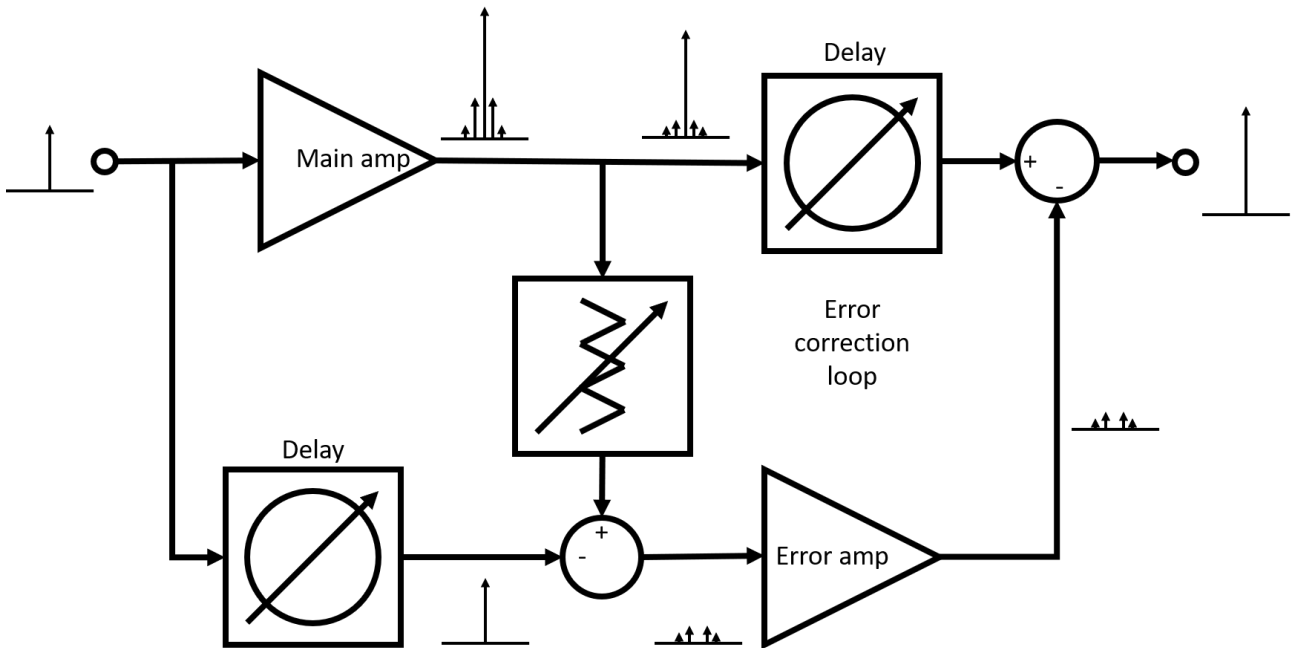 Delay
Main amp
+
-
Error
correction
loop
Delay
+
-
Error amp